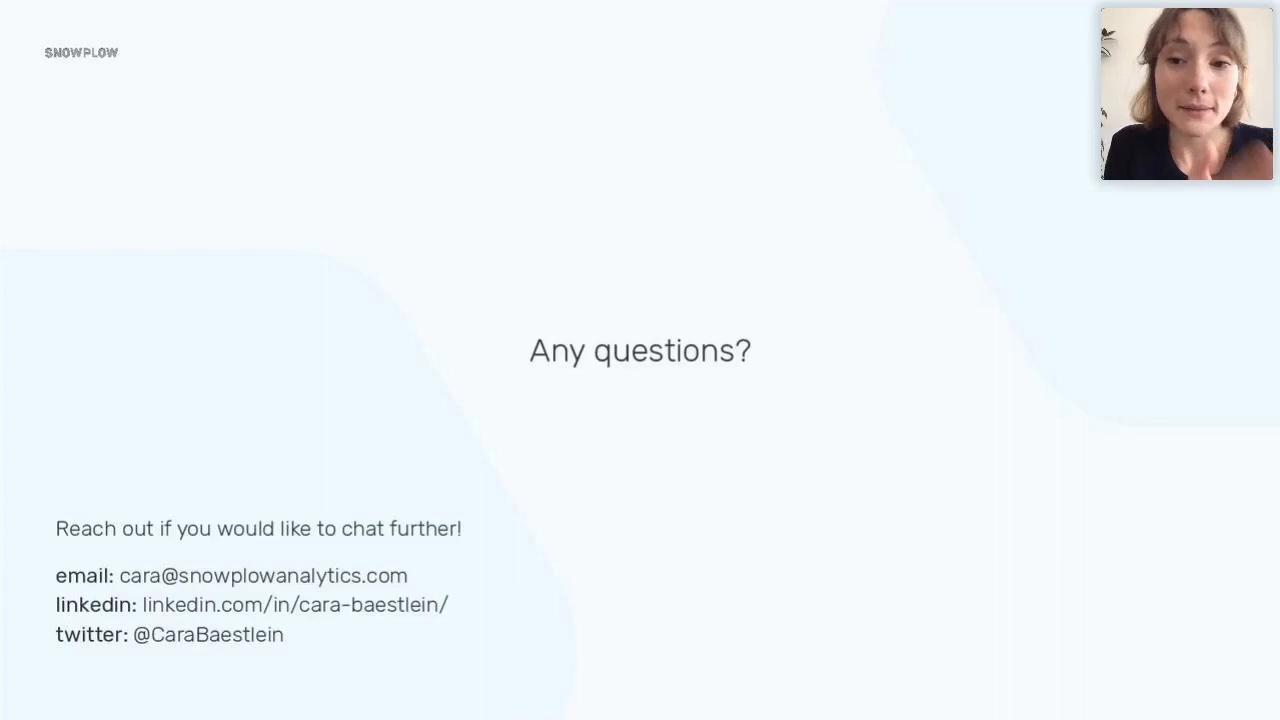 SNOWPLOW
Any questions?
Reach out if you would like to chat further!
email: cara@snowplowanalytics.com
linkedin: linkedin.com/in/cara-baestlein/
twitter: @CaraBaestlein